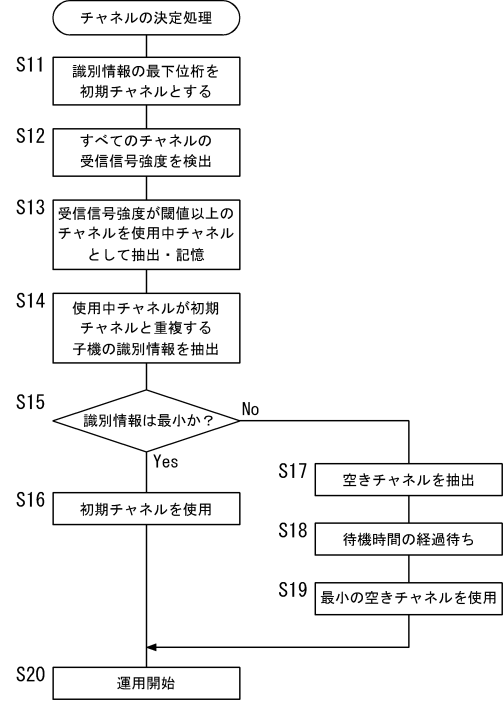 チャネルの決定処理
S11
識別情報の最下位桁を
初期チャネルとする
S12
すべてのチャネルの
受信信号強度を検出
S13
受信信号強度が閾値以上の
チャネルを使用中チャネル
として抽出・記憶
S14
使用中チャネルが初期
チャネルと重複する
子機の識別情報を抽出
S15
識別情報は最小か？
No
Yes
S16
初期チャネルを使用
S17
空きチャネルを抽出
S18
待機時間の経過待ち
S19
最小の空きチャネルを使用
S20
運用開始